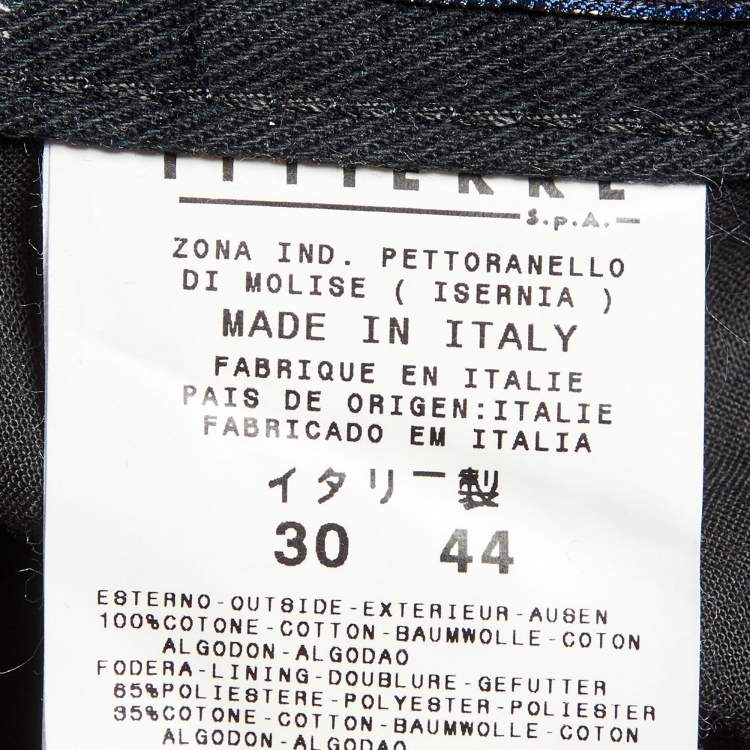 ITTIERRE
S.p.A.
ZONA IND. PETTORANELLO
DI MOLISE ( ISERNIA )
MADE IN ITALY
FABRIQUE EN ITALIE
PAIS DE ORIGEN:ITALIE
FABRICADO EM ITALIA
イタリー製
30 44
ESTERNO-OUTSIDE-EXTERIEUR-AUSEN
100%COTONE-COTTON-BAUMWOLLE-COTON
ALGODON-ALGODAO
FODERA-LINING-DOUBLURE-GEFUTTER
65%POLIESTERE-POLYESTER-POLIESTER
35%COTONE-COTTON-BAUMWOLLE-COTON
ALGODON-ALGODAO